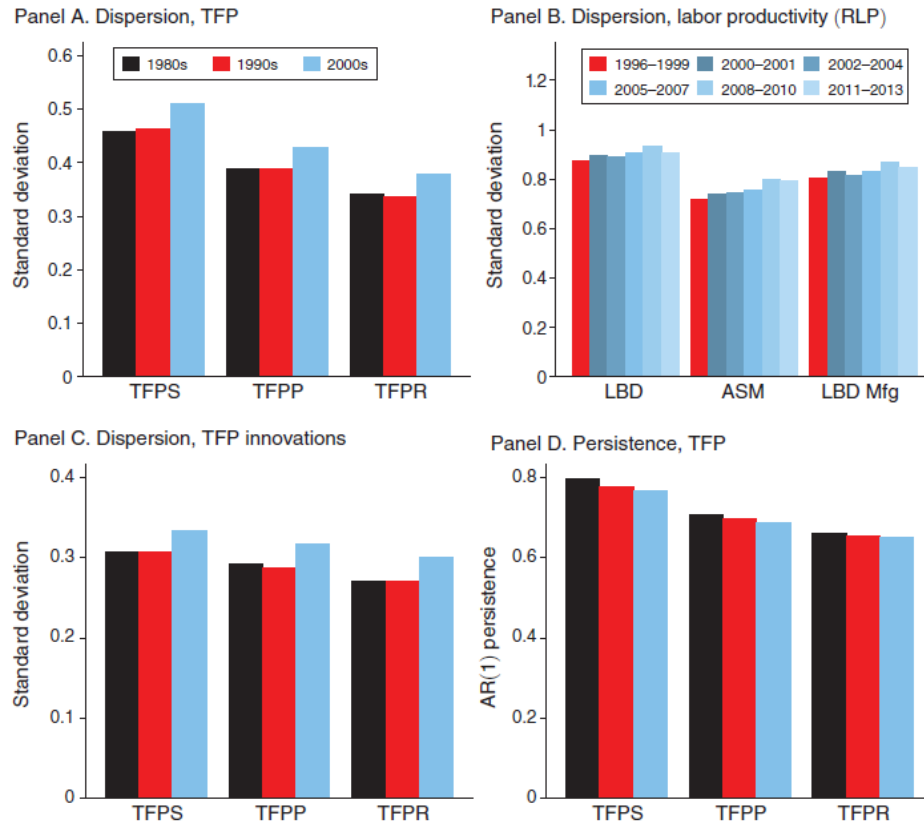 Panel A. Dispersion, TFP
0.6
0.5
0.4
0.3
0.2
0.1
0
Standard deviation
1980s 1990s 2000s
TFPS TFPP TFPR
Panel B. Dispersion, labor productivity (RLP)
1.2
1
0.8
0.6
0.4
0.2
0
Standard deviation
1996–1999 2000–2001 2002–2004
2005–2007 2008–2010 2011–2013
LBD ASM LBD Mfg
Panel C. Dispersion, TFP innovations
0.4
0.3
0.2
0.1
0
Standard deviation
TFPS TFPP TFPR
Panel D. Persistence, TFP
0.8
0.6
0.4
0.2
0
AR(1) persistence
TFPS TFPP TFPR